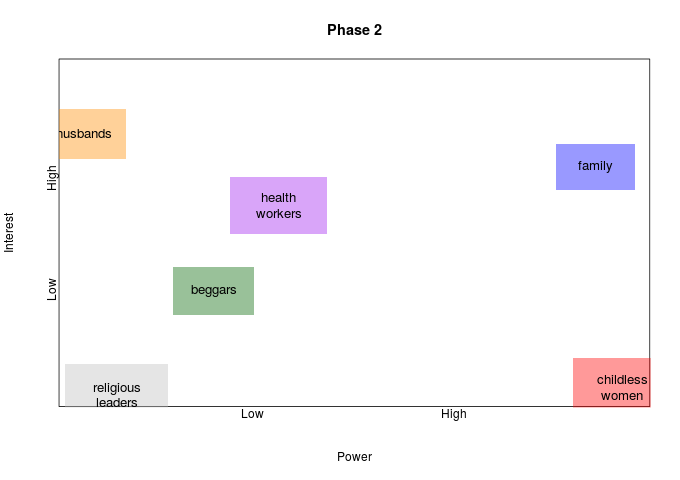 Phase 2
husbands
family
High
health
workers
Interest
beggars
Low
religious
leaders
childless
women
Low
High
Power